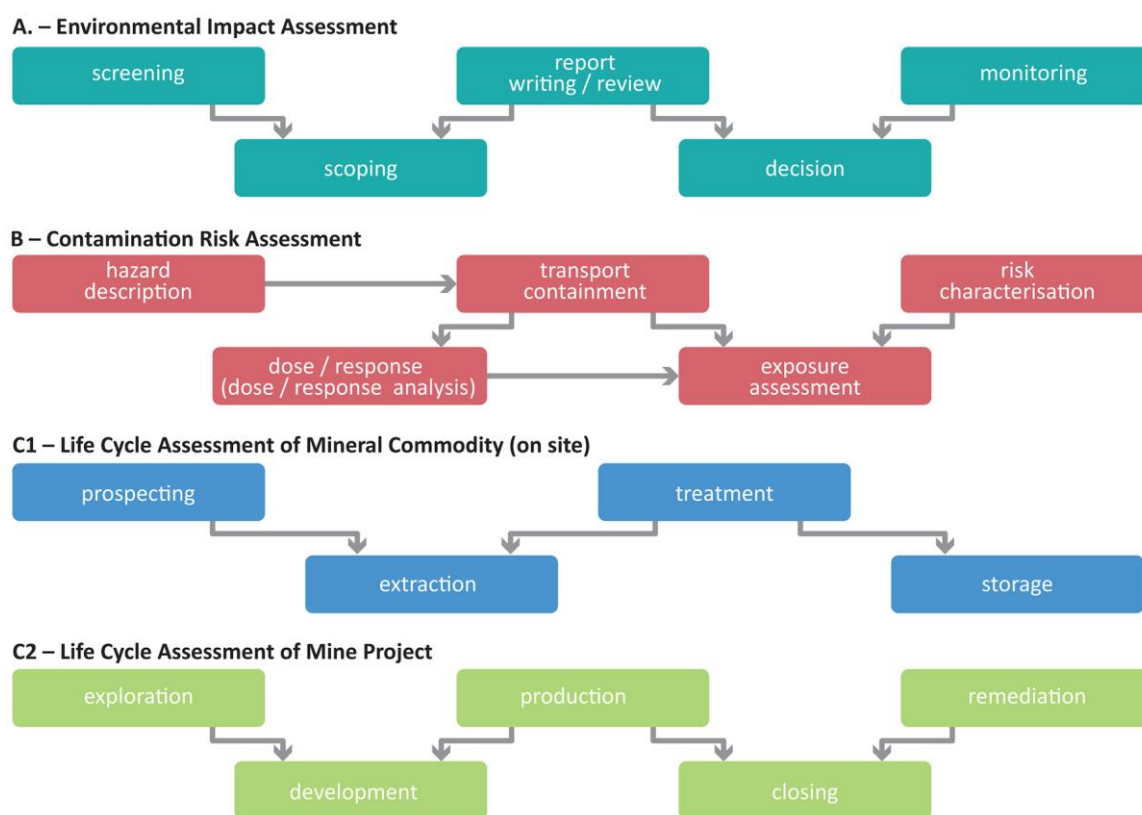 A. – Environmental Impact Assessment
screening
report
writing / review
monitoring
scoping
decision
B – Contamination Risk Assessment
hazard
description
transport
containment
risk
characterisation
dose / response
(dose / response analysis)
exposure
assessment
C1 – Life Cycle Assessment of Mineral Commodity (on site)
prospecting
treatment
extraction
storage
C2 – Life Cycle Assessment of Mine Project
exploration
production
remediation
development
closing